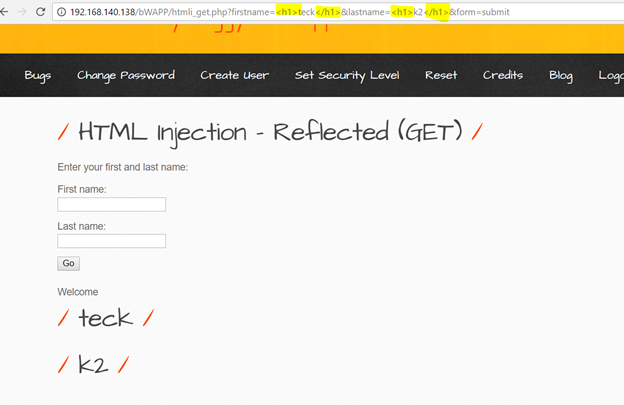 192.168.140.138/bWAPP/htmli_get.php?firstname=<h1>teck</h1>&lastname=<h1>k2</h1>&form=submit
Bugs Change Password Create User Set Security Level Reset Credits Blog Logo
/ HTML Injection - Reflected (GET) /
Enter your first and last name:
First name:
Last name:
Go
Welcome
/ teck /
/ k2 /